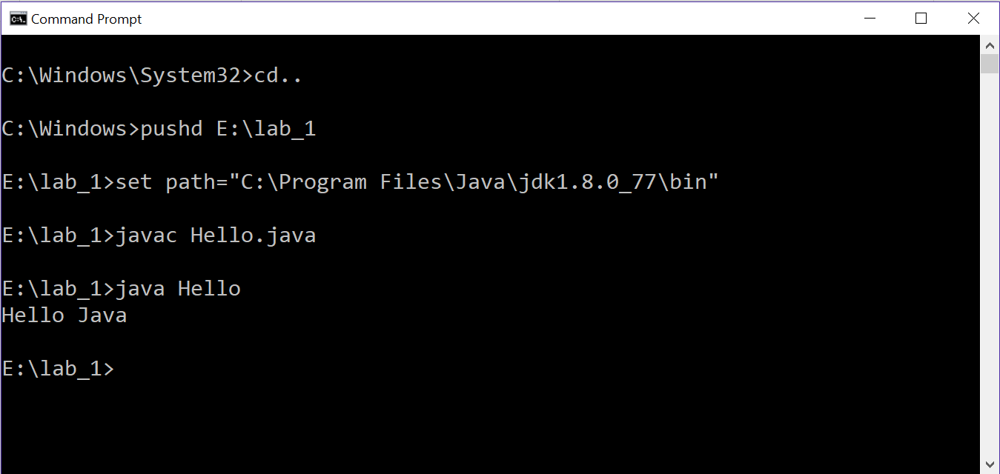 Command Prompt
C:\Windows\System32>cd..
C:\Windows>pushd E:\lab_1
E:\lab_1>set path="C:\Program Files\Java\jdk1.8.0_77\bin"
E:\lab_1>javac Hello.java
E:\lab_1>java Hello
Hello Java
E:\lab_1>